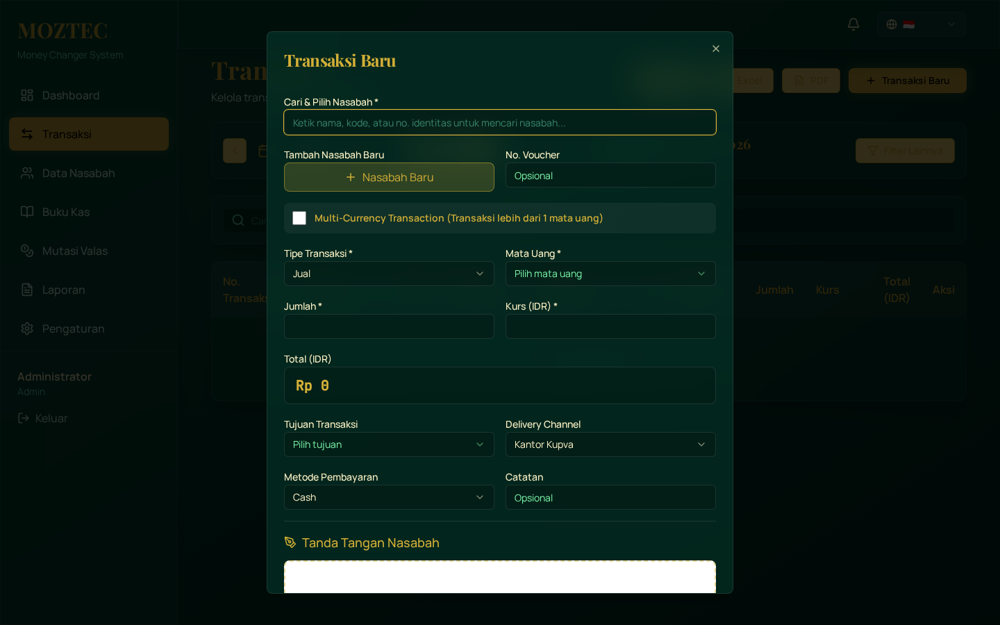 MOZTEC
Money Changer System
Dashboard
Transaksi
Data Nasabah
Buku Kas
Mutasi Valas
Laporan
Pengaturan
Administrator
Admin
Keluar
Tran
Kelola trans
Excel
PDF
Transaksi Baru
026
Filter Lainnya
Car
No.
Transaks
Jumlah
Kurs
Total
(IDR)
Aksi
Transaksi Baru
Cari & Pilih Nasabah *
Ketik nama, kode, atau no. identitas untuk mencari nasabah...
Tambah Nasabah Baru
No. Voucher
Nasabah Baru
Opsional
Multi-Currency Transaction (Transaksi lebih dari 1 mata uang)
Tipe Transaksi *
Mata Uang *
Jual
Pilih mata uang
Jumlah *
Kurs (IDR) *
Total (IDR)
Rp 0
Tujuan Transaksi
Delivery Channel
Pilih tujuan
Kantor Kupva
Metode Pembayaran
Catatan
Cash
Opsional
Tanda Tangan Nasabah